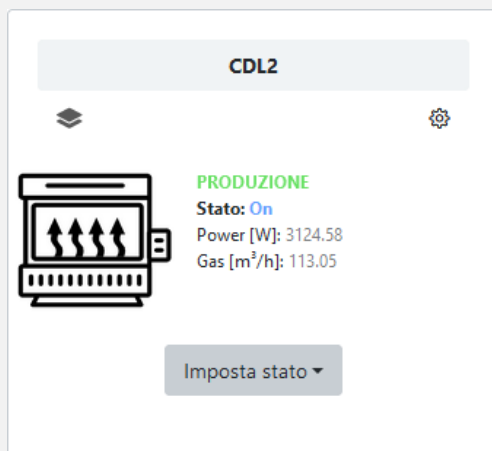 CDL2
PRODUZIONE
Stato: On
Power [W]: 3124.58
Gas [m³/h]: 113.05
Imposta stato